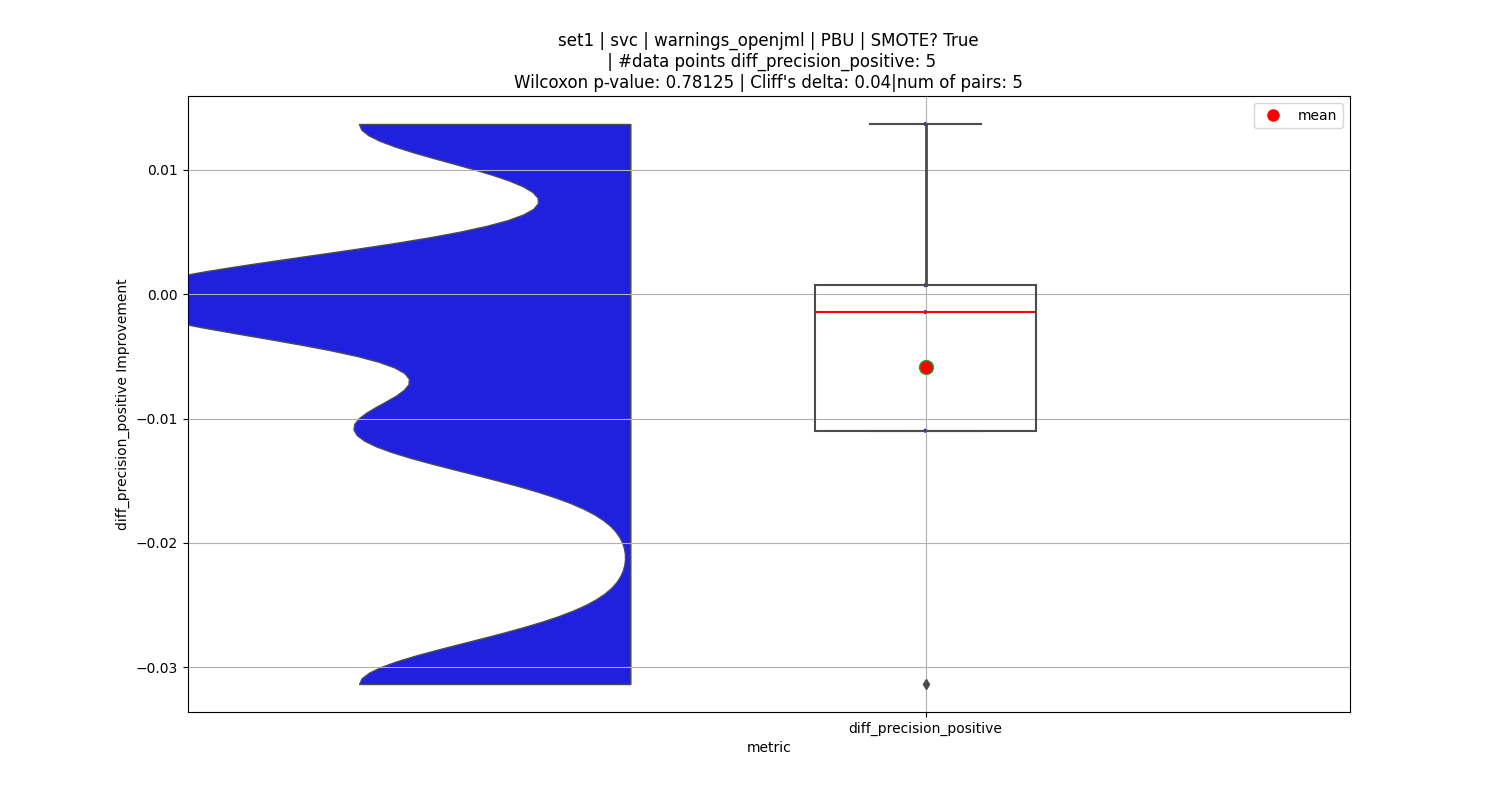 set1 | svc | warnings_openjml | PBU | SMOTE? True
| #data points diff_precision_positive: 5
Wilcoxon p-value: 0.78125 | Cliff's delta: 0.04|num of pairs: 5
mean
0.01
0.00
−0.01
−0.02
−0.03
diff_precision_positive Improvement
diff_precision_positive
metric